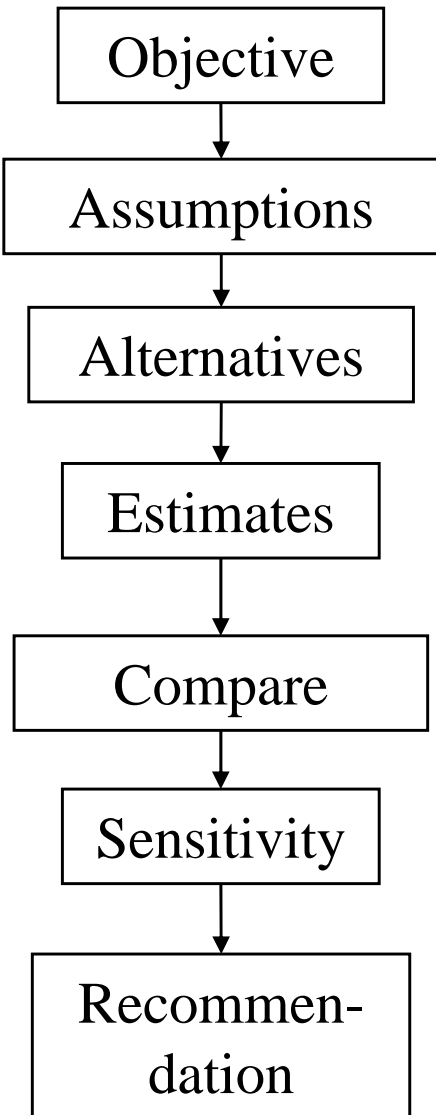 Objective
Assumptions
Alternatives
Estimates
Compare
Sensitivity
Recommen-
dation